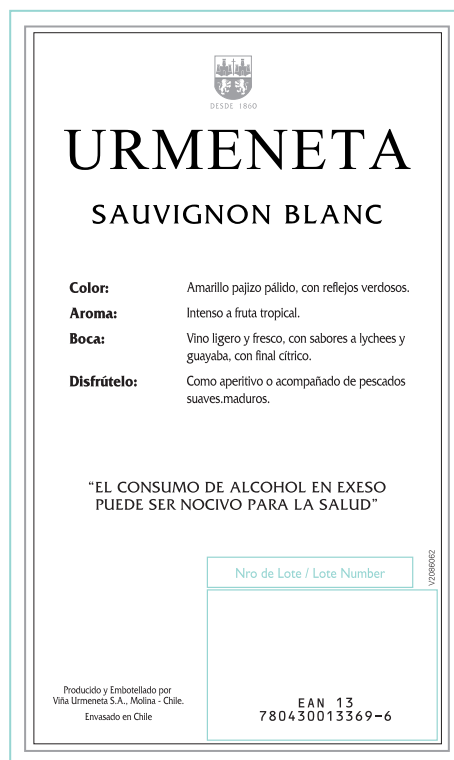 DESDE 1860
URMENETA
SAUVIGNON BLANC
Color: Amarillo pajizo pálido, con reflejos verdosos.
Aroma: Intenso a fruta tropical.
Boca: Vino ligero y fresco, con sabores a lychees y
guayaba, con final cítrico.
Disfrútelo: Como aperitivo o acompañado de pescados
suaves.maduros.
“EL CONSUMO DE ALCOHOL EN EXESO
PUEDE SER NOCIVO PARA LA SALUD”
V2086062
Nro de Lote / Lote Number
Producido y Embotellado por
Viña Urmeneta S.A., Molina - Chile.
Envasado en Chile
EAN 13
780430013369-6